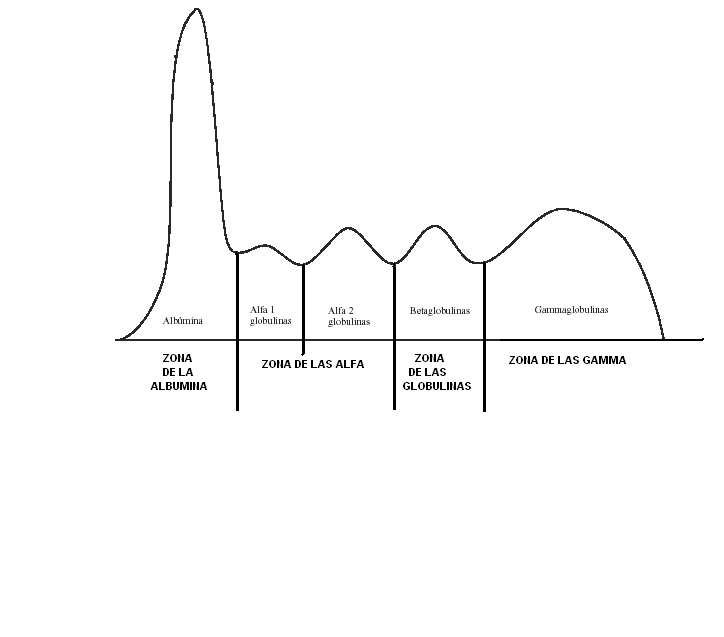 Albúmina
Alfa 1
globulinas
Alfa 2
globulinas
Betaglobulinas
Gammaglobulinas
ZONA
DE LA
ALBUMINA
ZONA DE LAS ALFA
ZONA
DE LAS
GLOBULINAS
ZONA DE LAS GAMMA